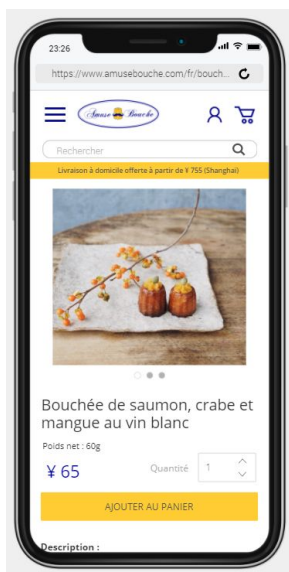 23:26
https://www.amusebouche.com/fr/bouch...
Amuse Bouche
Rechercher
Livraison à domicile offerte à partir de ¥ 755 (Shanghai)
Bouchée de saumon, crabe et
mangue au vin blanc
Poids net : 60g
¥ 65 Quantité 1
AJOUTER AU PANIER
Description :